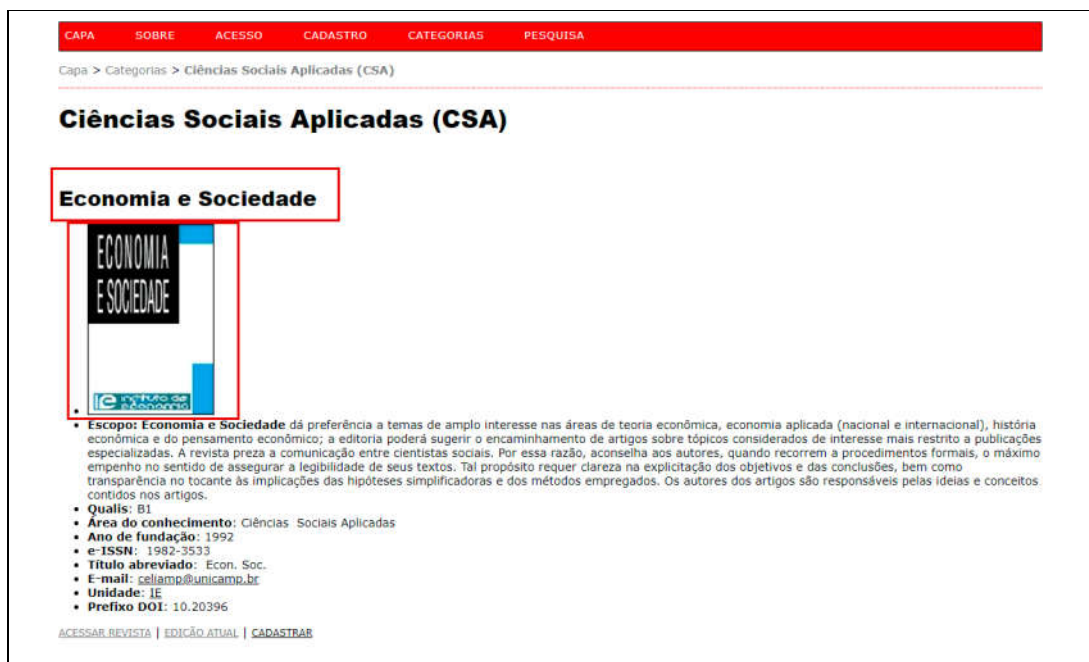 CAPA SOBRE ACESSO CADASTRO CATEGORIAS PESQUISA
Capa > Categorias > Ciências Sociais Aplicadas (CSA)
Ciências Sociais Aplicadas (CSA)
Economia e Sociedade
ECONOMIA
E SOCIEDADE
IE instituto de
economia
• Escopo: Economia e Sociedade dá preferência a temas de amplo interesse nas áreas de teoria econômica, economia aplicada (nacional e internacional), história
econômica e do pensamento econômico; a editoria poderá sugerir o encaminhamento de artigos sobre tópicos considerados de interesse mais restrito a publicações
especializadas. A revista preza a comunicação entre cientistas sociais. Por essa razão, aconselha aos autores, quando recorrem a procedimentos formais, o máximo
empenho no sentido de assegurar a legibilidade de seus textos. Tal propósito requer clareza na explicitação dos objetivos e das conclusões, bem como
transparência no tocante às implicações das hipóteses simplificadoras e dos métodos empregados. Os autores dos artigos são responsáveis pelas ideias e conceitos
contidos nos artigos.
• Qualis: B1
• Área do conhecimento: Ciências Sociais Aplicadas
• Ano de fundação: 1992
• e-ISSN: 1982-3533
• Título abreviado: Econ. Soc.
• E-mail: celiamp@unicamp.br
• Unidade: IE
• Prefixo DOI: 10.20396
ACESSAR REVISTA | EDIÇÃO ATUAL | CADASTRAR